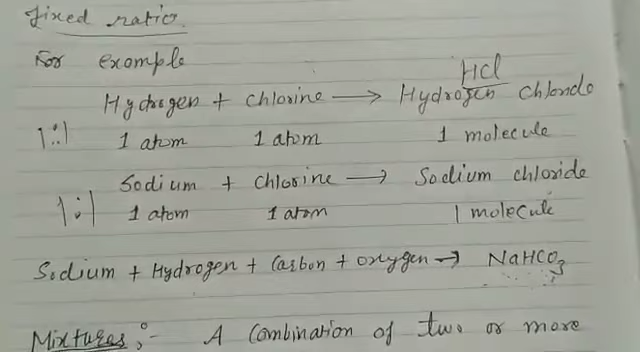 fixed ratio.
For example
HCl
Hydrogen + chlorine → Hydrogen chloride
1:1 1 atom 1 atom 1 molecule
Sodium + chlorine → Sodium chloride
1:1 1 atom 1 atom 1 molecule
Sodium + Hydrogen + Carbon + oxygen → NaHCO3
Mixtures:- A Combination of two or more